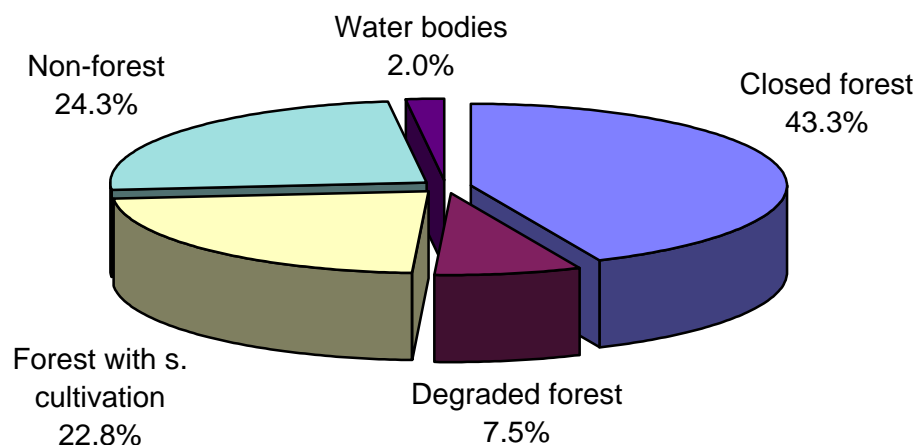 Water bodies
2.0%
Non-forest
24.3%
Closed forest
43.3%
Forest with s.
cultivation
22.8%
Degraded forest
7.5%